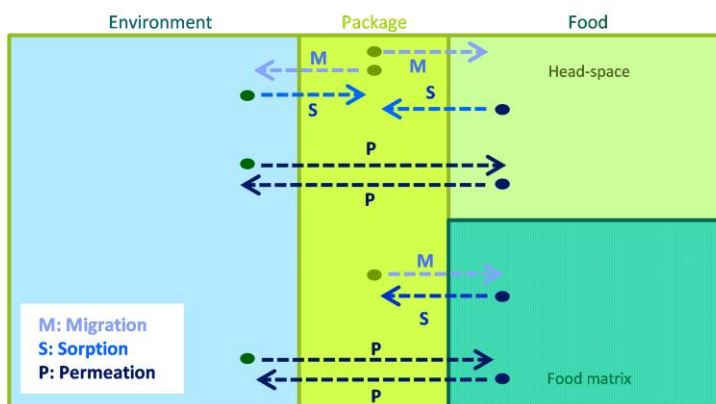 Environment Package Food
M M
Head-space
S S
P
P
M
S
M: Migration
S: Sorption
P: Permeation
P
Food matrix
P